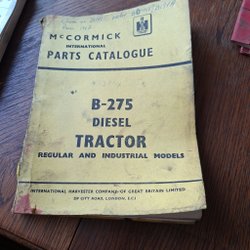 McCORMICK
INTERNATIONAL
PARTS CATALOGUE
B-275
DIESEL
TRACTOR
REGULAR AND INDUSTRIAL MODELS
INTERNATIONAL HARVESTER COMPANY OF GREAT BRITAIN LIMITED
259 CITY ROAD, LONDON, E.C.1